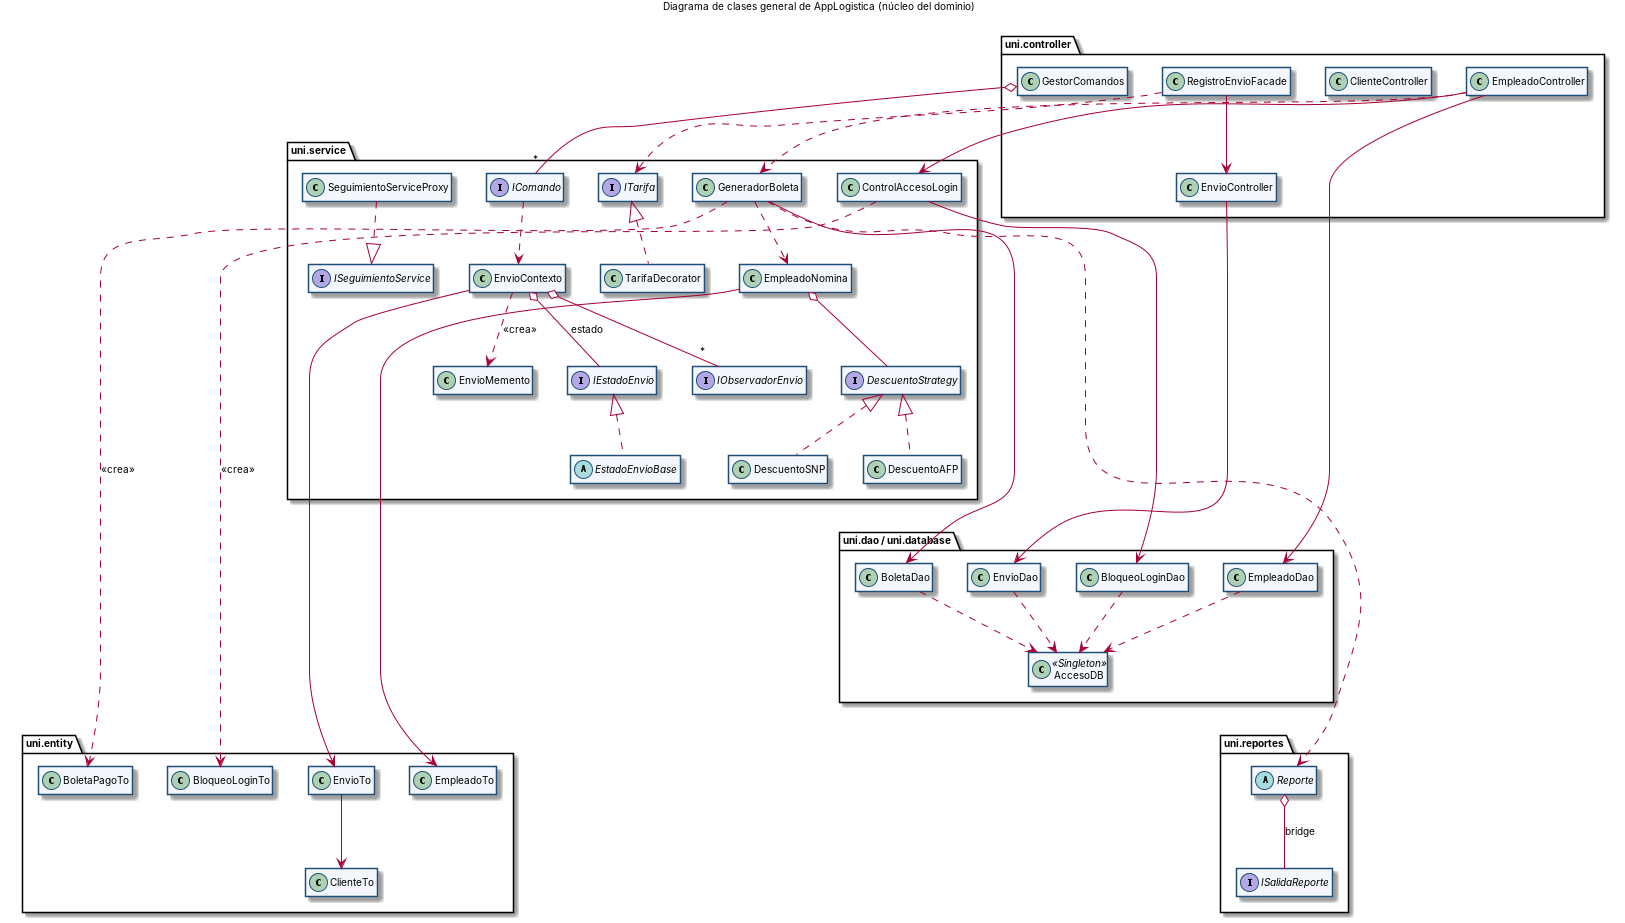 Diagrama de clases general de AppLogistica (núcleo del dominio)
uni.controller
C GestorComandos
C RegistroEnvioFacade
C ClienteController
C EmpleadoController
uni.service
*
C SeguimientoServiceProxy
I IComando
I ITarifa
C GeneradorBoleta
C ControlAccesoLogin
C EnvioController
I ISeguimientoService
C EnvioContexto
C TarifaDecorator
C EmpleadoNomina
«crea»
estado
*
C EnvioMemento
I IEstadoEnvio
I IObservadorEnvio
I DescuentoStrategy
«crea»
«crea»
A EstadoEnvioBase
C DescuentoSNP
C DescuentoAFP
uni.dao / uni.database
C BoletaDao
C EnvioDao
C BloqueoLoginDao
C EmpleadoDao
C «Singleton»
AccesoDB
uni.entity
uni.reportes
C BoletaPagoTo
C BloqueoLoginTo
C EnvioTo
C EmpleadoTo
A Reporte
bridge
C ClienteTo
I ISalidaReporte